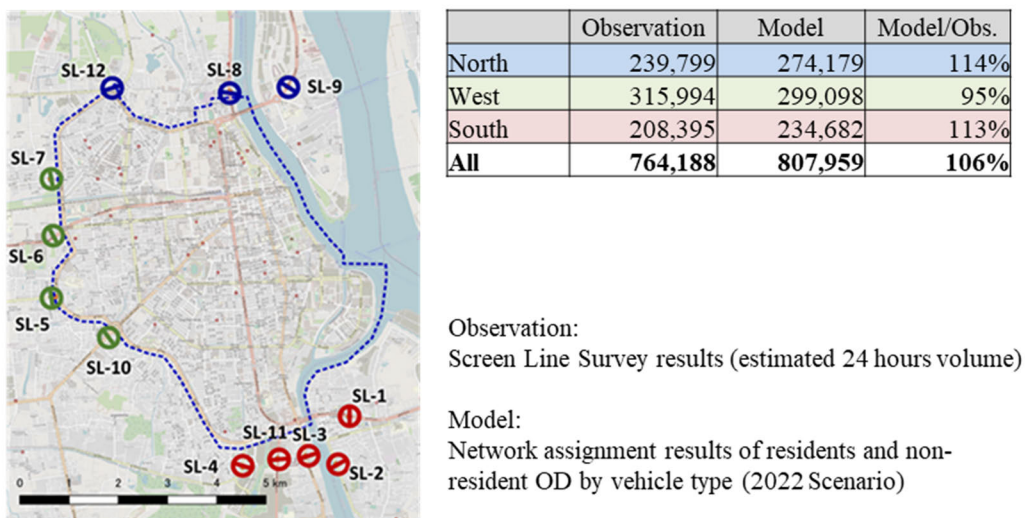 SL-12
SL-8
SL-9
SL-7
SL-6
SL-5
SL-10
SL-1
SL-11 SL-3
SL-4
SL-2
0 1 2 3 4 5 km
Observation Model Model/Obs.
North 239,799 274,179 114%
West 315,994 299,098 95%
South 208,395 234,682 113%
All 764,188 807,959 106%
Observation:
Screen Line Survey results (estimated 24 hours volume)
Model:
Network assignment results of residents and non-
resident OD by vehicle type (2022 Scenario)